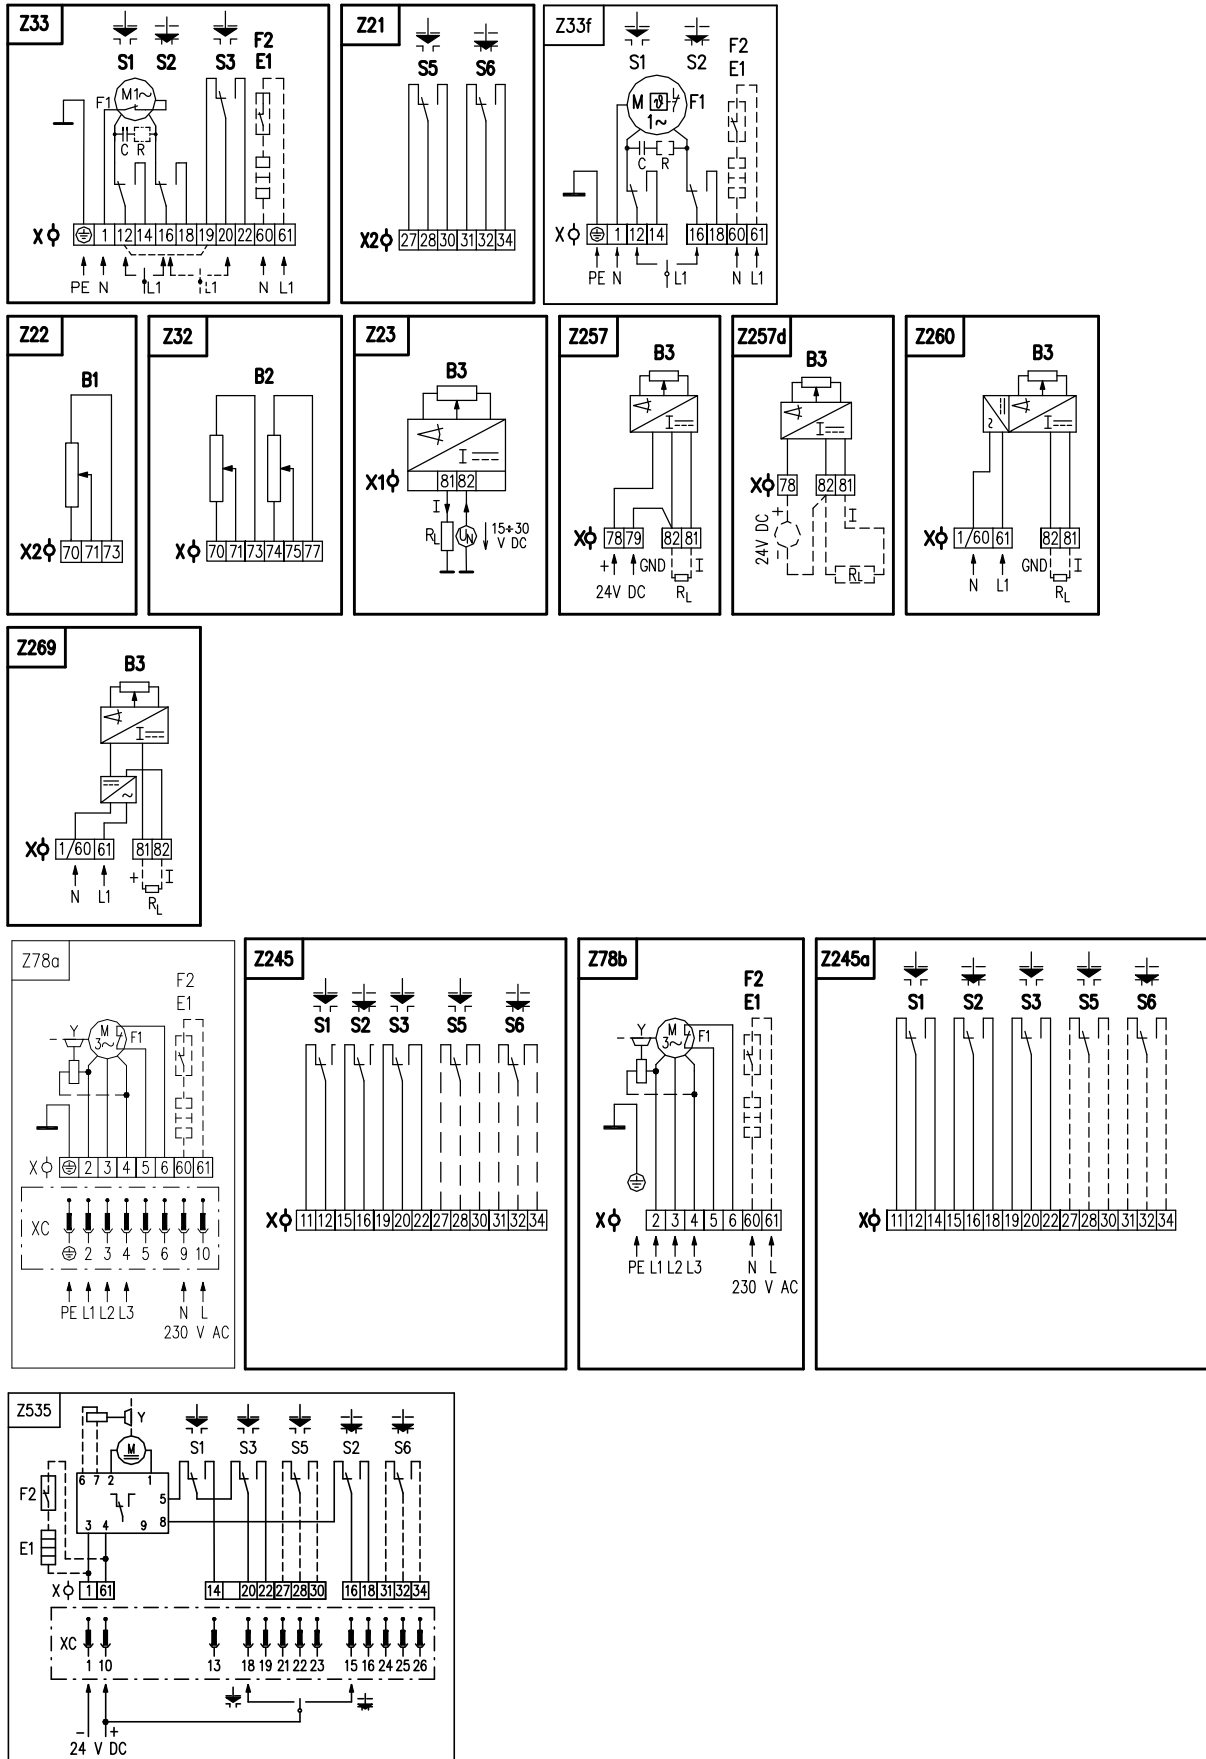 Z33
F2
S1 S2 S3 E1
M1~
F1
C R
X 1 12 14 16 18 19 20 22 60 61
PE N L1 L1 N L1
Z21
S5 S6
X2 27 28 30 31 32 34
Z33f
S1 S2 F2
E1
M ϑ F1
1~
C R
X 1 12 14 16 18 60 61
PE N L1 N L1
Z22
B1
X2 70 71 73
Z32
B2
X 70 71 73 74 75 77
Z23
B3
I
X1 81 82
I
RL UN 15÷30
V DC
Z257
B3
I
X 78 79 82 81
+ GND I
24V DC RL
Z257d
B3
I
X 78 82 81
+ I
24V DC
-
RL
Z260
B3
~ I
X 1/60 61 82 81
GND I
N L1 RL
Z269
B3
I
~
X 1/60 61 81 82
+ I
N L1 RL
Z78a
F2
E1
Y M F1
3~
X 2 3 4 5 6 60 61
XC
2 3 4 5 6 9 10
PE L1 L2 L3 N L
230 V AC
Z245
S1 S2 S3 S5 S6
X 11 12 15 16 19 20 22 27 28 30 31 32 34
Z78b
F2
E1
Y M F1
3~
X 2 3 4 5 6 60 61
PE L1 L2 L3 N L
230 V AC
Z245a
S1 S2 S3 S5 S6
X 11 12 14 15 16 18 19 20 22 27 28 30 31 32 34
Z535
Y
S1 S3 S5 S2 S6
M
6 7 2 1
F2 5
8
3 4 9
E1
X 1 61 14 20 22 27 28 30 16 18 31 32 34
XC
1 10 13 18 19 21 22 23 15 16 24 25 26
- +
24 V DC